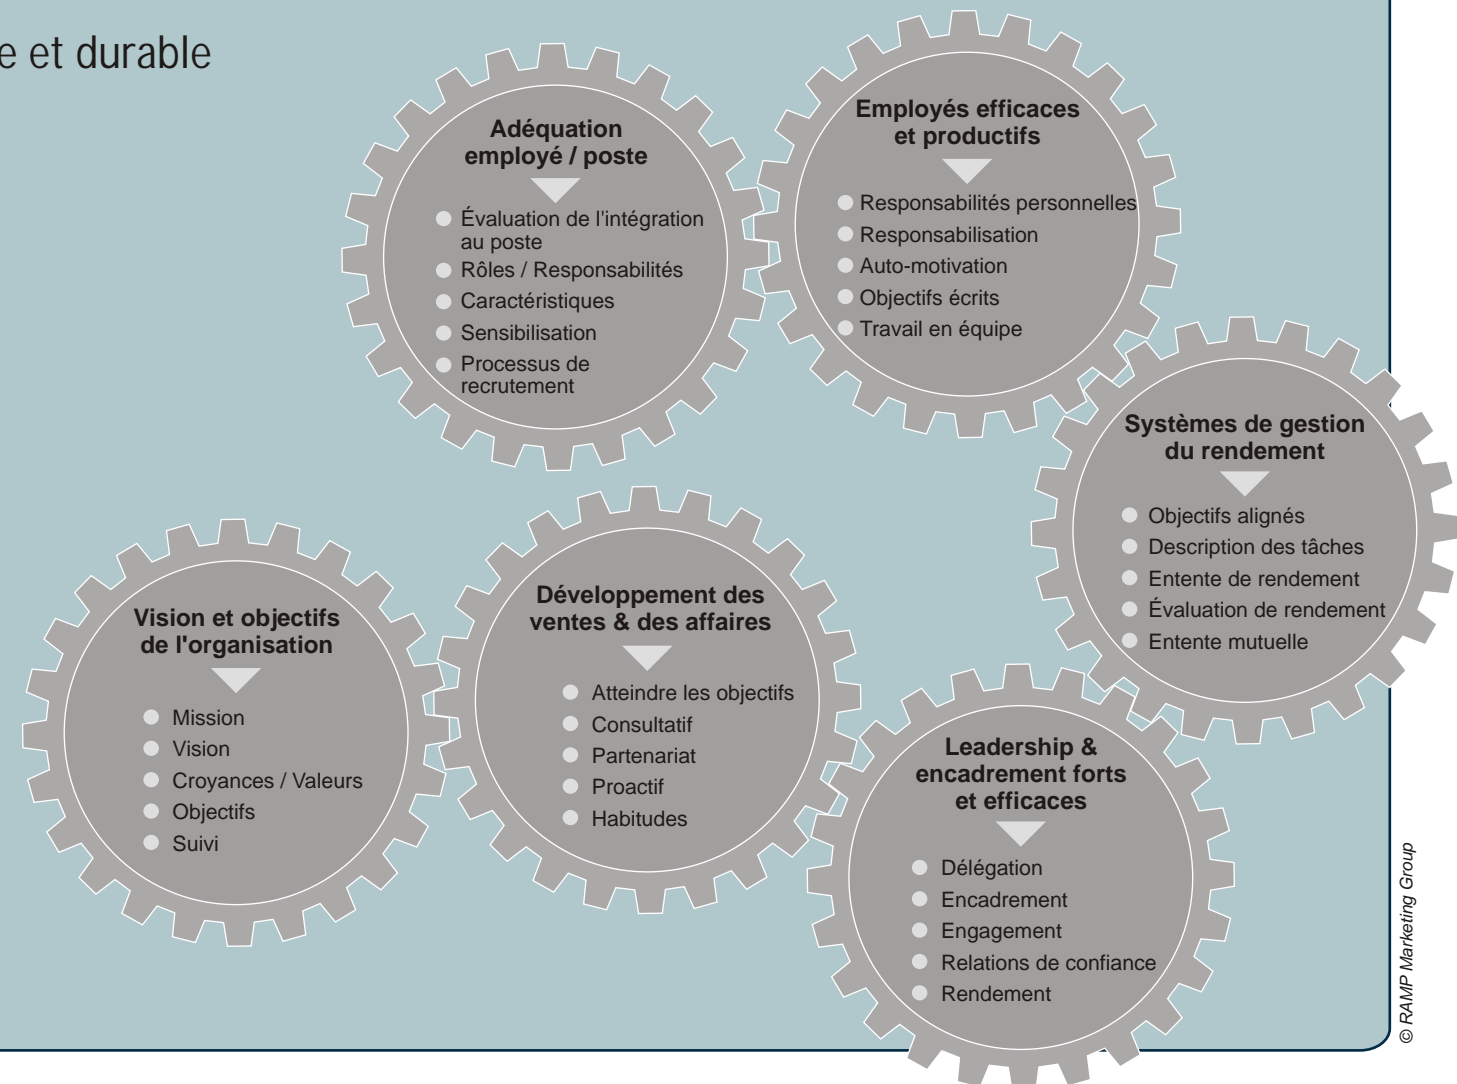 e et durable
Adéquation
employé / poste
Évaluation de l'intégration
au poste
Rôles / Responsabilités
Caractéristiques
Sensibilisation
Processus de
recrutement
Employés efficaces
et productifs
Responsabilités personnelles
Responsabilisation
Auto-motivation
Objectifs écrits
Travail en équipe
Systèmes de gestion
du rendement
Objectifs alignés
Description des tâches
Entente de rendement
Évaluation de rendement
Entente mutuelle
Vision et objectifs
de l'organisation
Mission
Vision
Croyances / Valeurs
Objectifs
Suivi
Développement des
ventes & des affaires
Atteindre les objectifs
Consultatif
Partenariat
Proactif
Habitudes
Leadership &
encadrement forts
et efficaces
Délégation
Encadrement
Engagement
Relations de confiance
Rendement
© RAMP Marketing Group